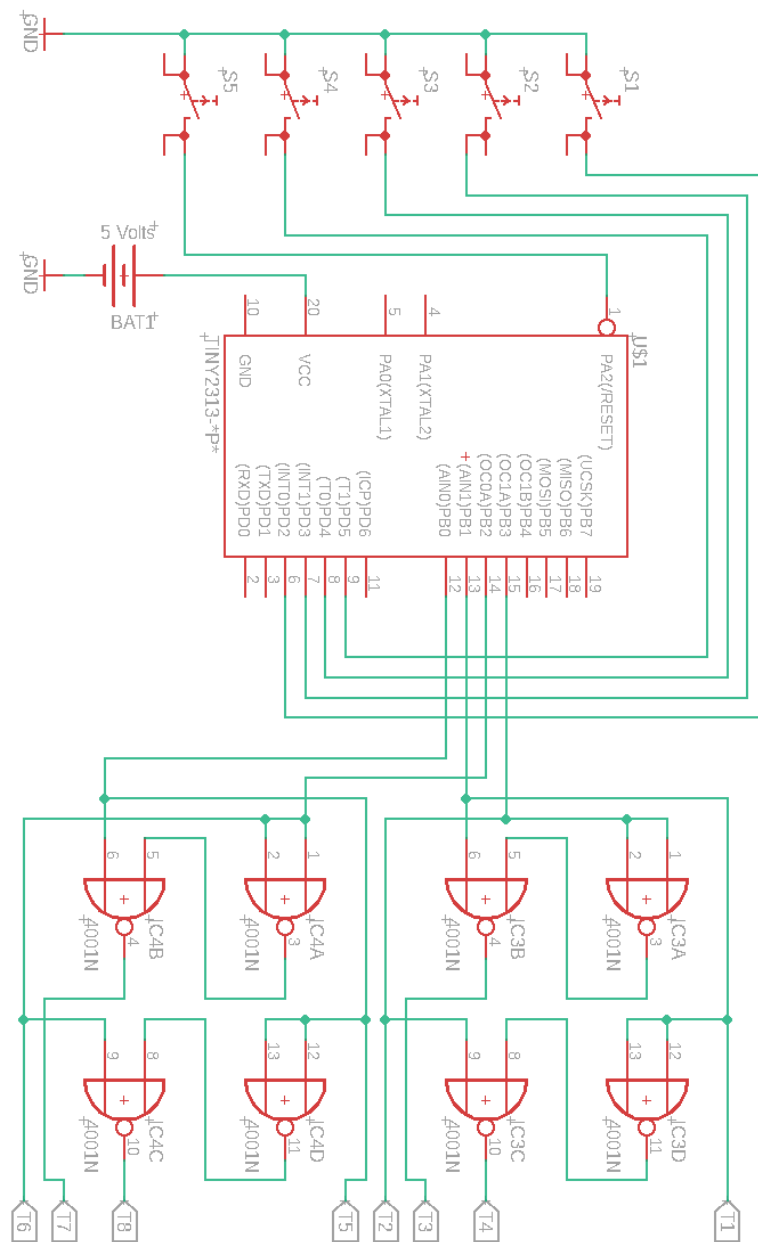 GND
S5
S4
S3
S2
S1
5 Volts
GND
BAT1
10
20
5
4
1
U$1
TINY2313-*P*
GND
VCC
PA0(XTAL1)
PA1(XTAL2)
PA2(/RESET)
(RXD)PD0
(TXD)PD1
(INT0)PD2
(INT1)PD3
(T0)PD4
(T1)PD5
(ICP)PD6
(AIN0)PB0
(AIN1)PB1
(OC0A)PB2
(OC1A)PB3
(OC1B)PB4
(MOSI)PB5
(MISO)PB6
(UCSK)PB7
2
3
6
7
8
9
11
12
13
14
15
16
17
18
19
6
5
2
1
6
5
2
1
IC4B
4001N
4
IC4A
4001N
3
IC3B
4001N
4
IC3A
4001N
3
9
8
13
12
9
8
13
12
IC4C
4001N
10
IC4D
4001N
11
IC3C
4001N
10
IC3D
4001N
11
T6
T7
T8
T5
T2
T3
T4
T1